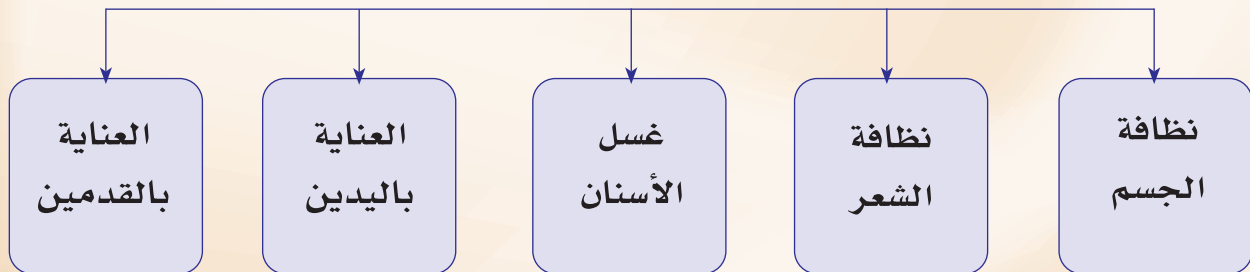 نظافة
الجسم
نظافة
الشعر
غسل
الأسنان
العناية
باليدين
العناية
بالقدمين